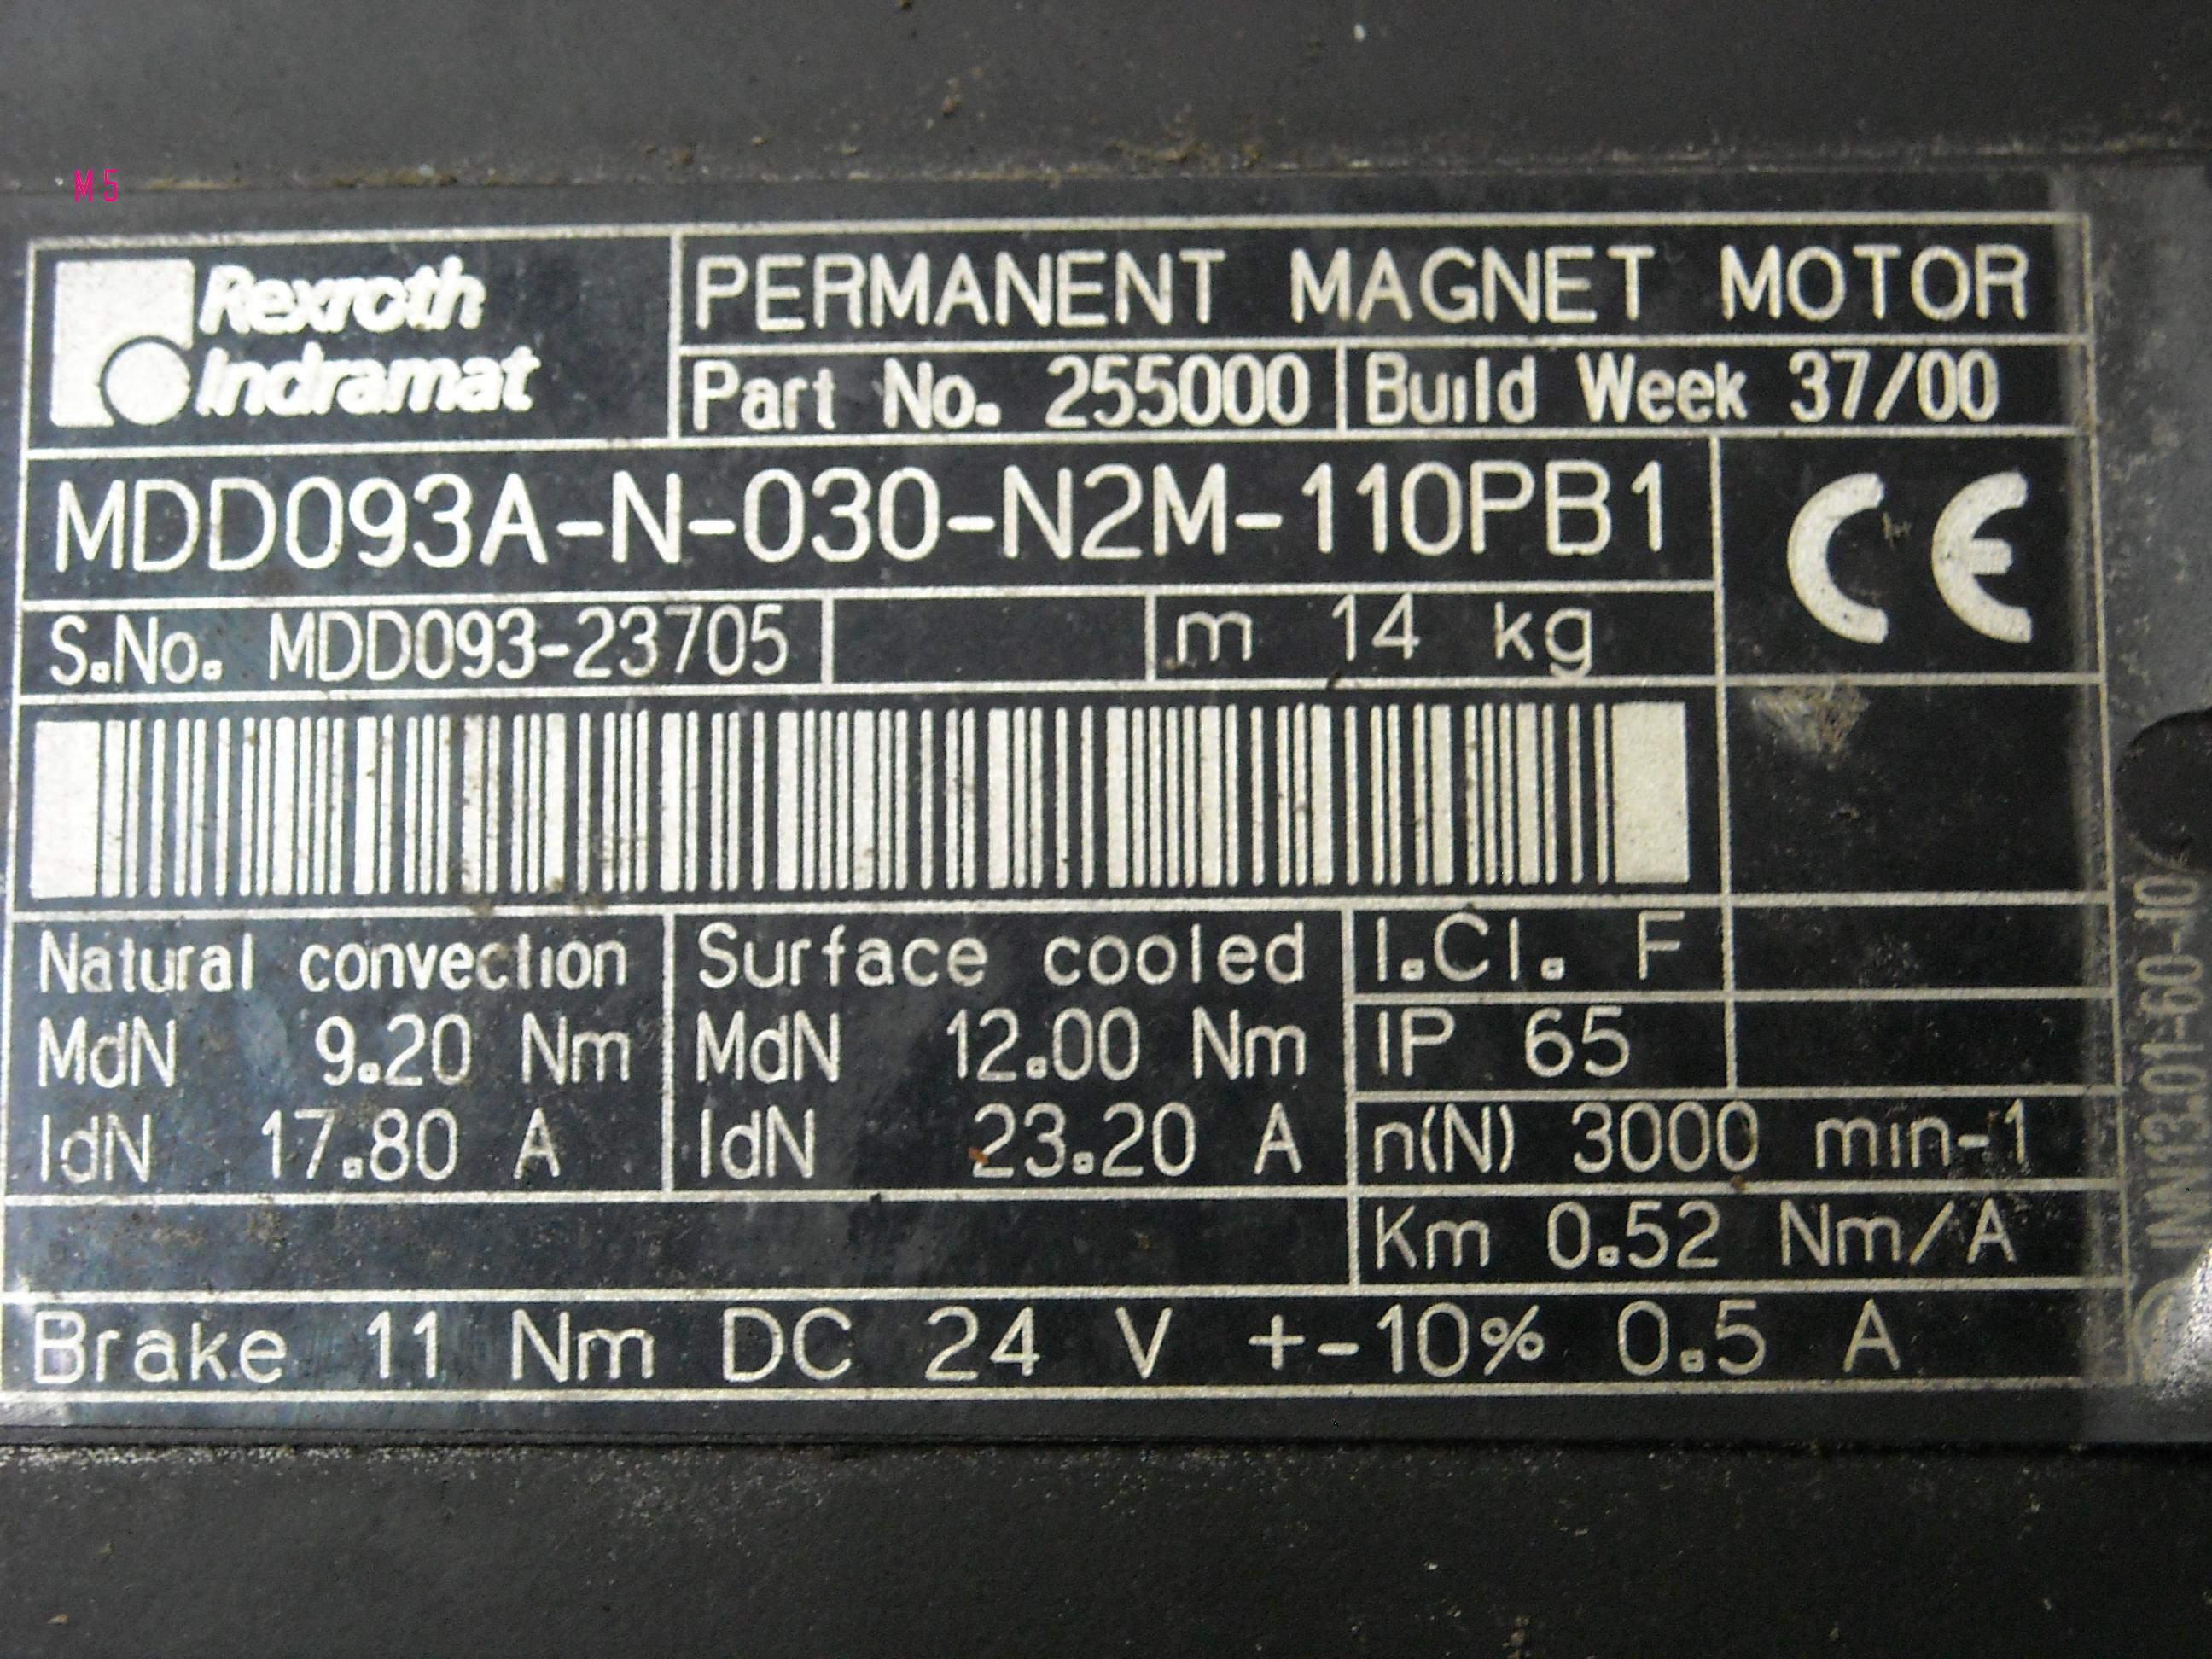 M5
Rexroth
Indramat
PERMANENT MAGNET MOTOR
Part No. 255000 Build Week 37/00
MDD093A-N-030-N2M-110PB1
CE
S.No. MDD093-23705 m 14 kg
Natural convection
MdN 9.20 Nm
IdN 17.80 A
Surface cooled
MdN 12.00 Nm
IdN 23.20 A
I.Cl. F
IP 65
n(N) 3000 min-1
Km 0.52 Nm/A
Brake 11 Nm DC 24 V +-10% 0.5 A